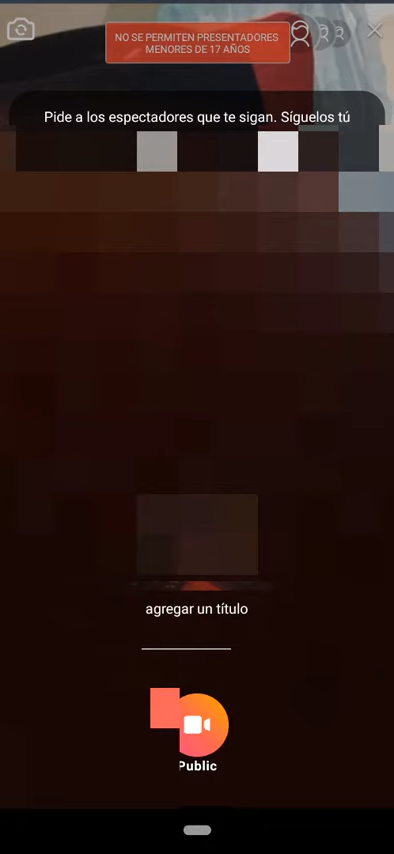 NO SE PERMITEN PRESENTADORES
MENORES DE 17 AÑOS
Pide a los espectadores que te sigan. Síguelos tú
agregar un título
Public